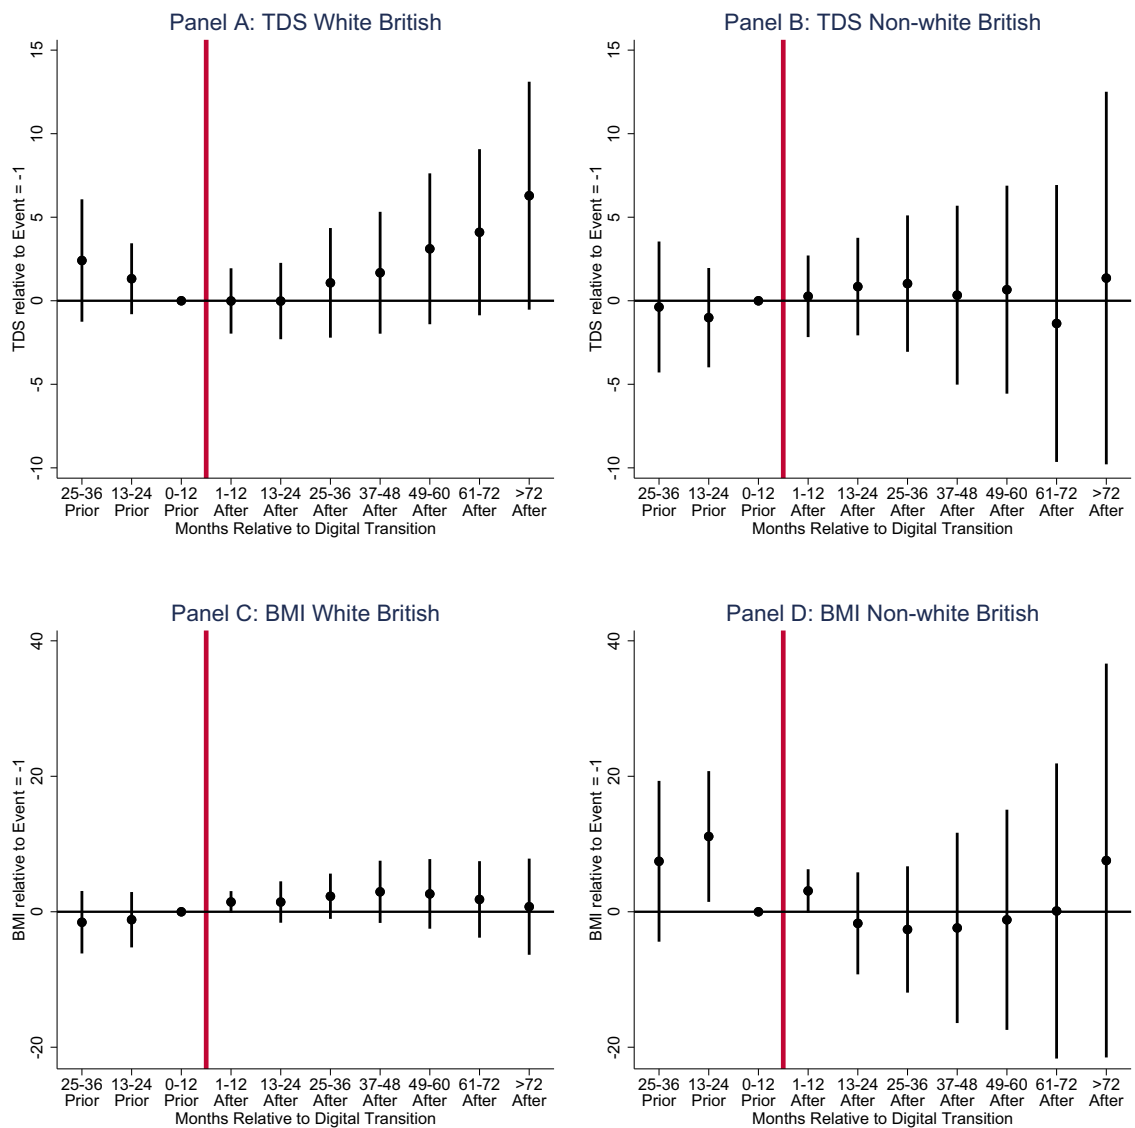 Panel A: TDS White British
TDS relative to Event = -1
15
10
5
0
-5
-10
25-36 13-24 0-12 1-12 13-24 25-36 37-48 49-60 61-72 >72
Prior Prior Prior After After After After After After After
Months Relative to Digital Transition
Panel B: TDS Non-white British
TDS relative to Event = -1
15
10
5
0
-5
-10
25-36 13-24 0-12 1-12 13-24 25-36 37-48 49-60 61-72 >72
Prior Prior Prior After After After After After After After
Months Relative to Digital Transition
Panel C: BMI White British
BMI relative to Event = -1
40
20
0
-20
25-36 13-24 0-12 1-12 13-24 25-36 37-48 49-60 61-72 >72
Prior Prior Prior After After After After After After After
Months Relative to Digital Transition
Panel D: BMI Non-white British
BMI relative to Event = -1
40
20
0
-20
25-36 13-24 0-12 1-12 13-24 25-36 37-48 49-60 61-72 >72
Prior Prior Prior After After After After After After After
Months Relative to Digital Transition